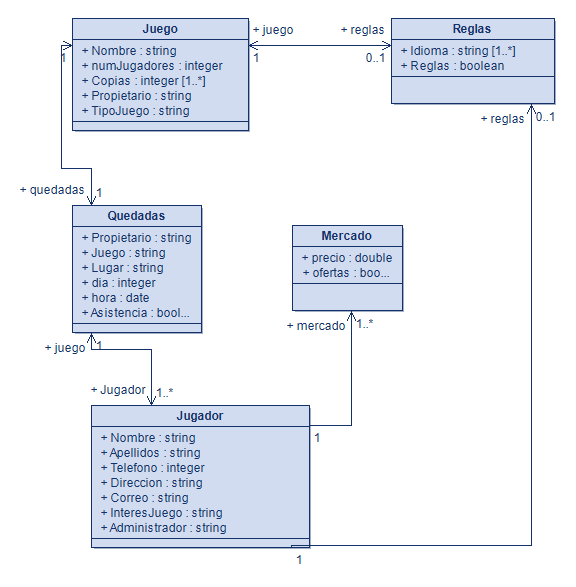 Juego
+ Nombre : string
+ numJugadores : integer
+ Copias : integer [1..*]
+ Propietario : string
+ TipoJuego : string
1
+ juego
1
+ reglas
0..1
Reglas
+ Idioma : string [1..*]
+ Reglas : boolean
+ reglas
0..1
+ quedadas
1
Quedadas
+ Propietario : string
+ Juego : string
+ Lugar : string
+ dia : integer
+ hora : date
+ Asistencia : bool...
Mercado
+ precio : double
+ ofertas : boo...
+ mercado
1..*
+ juego
1
+ Jugador
1..*
Jugador
+ Nombre : string
+ Apellidos : string
+ Telefono : integer
+ Direccion : string
+ Correo : string
+ InteresJuego : string
+ Administrador : string
1
1